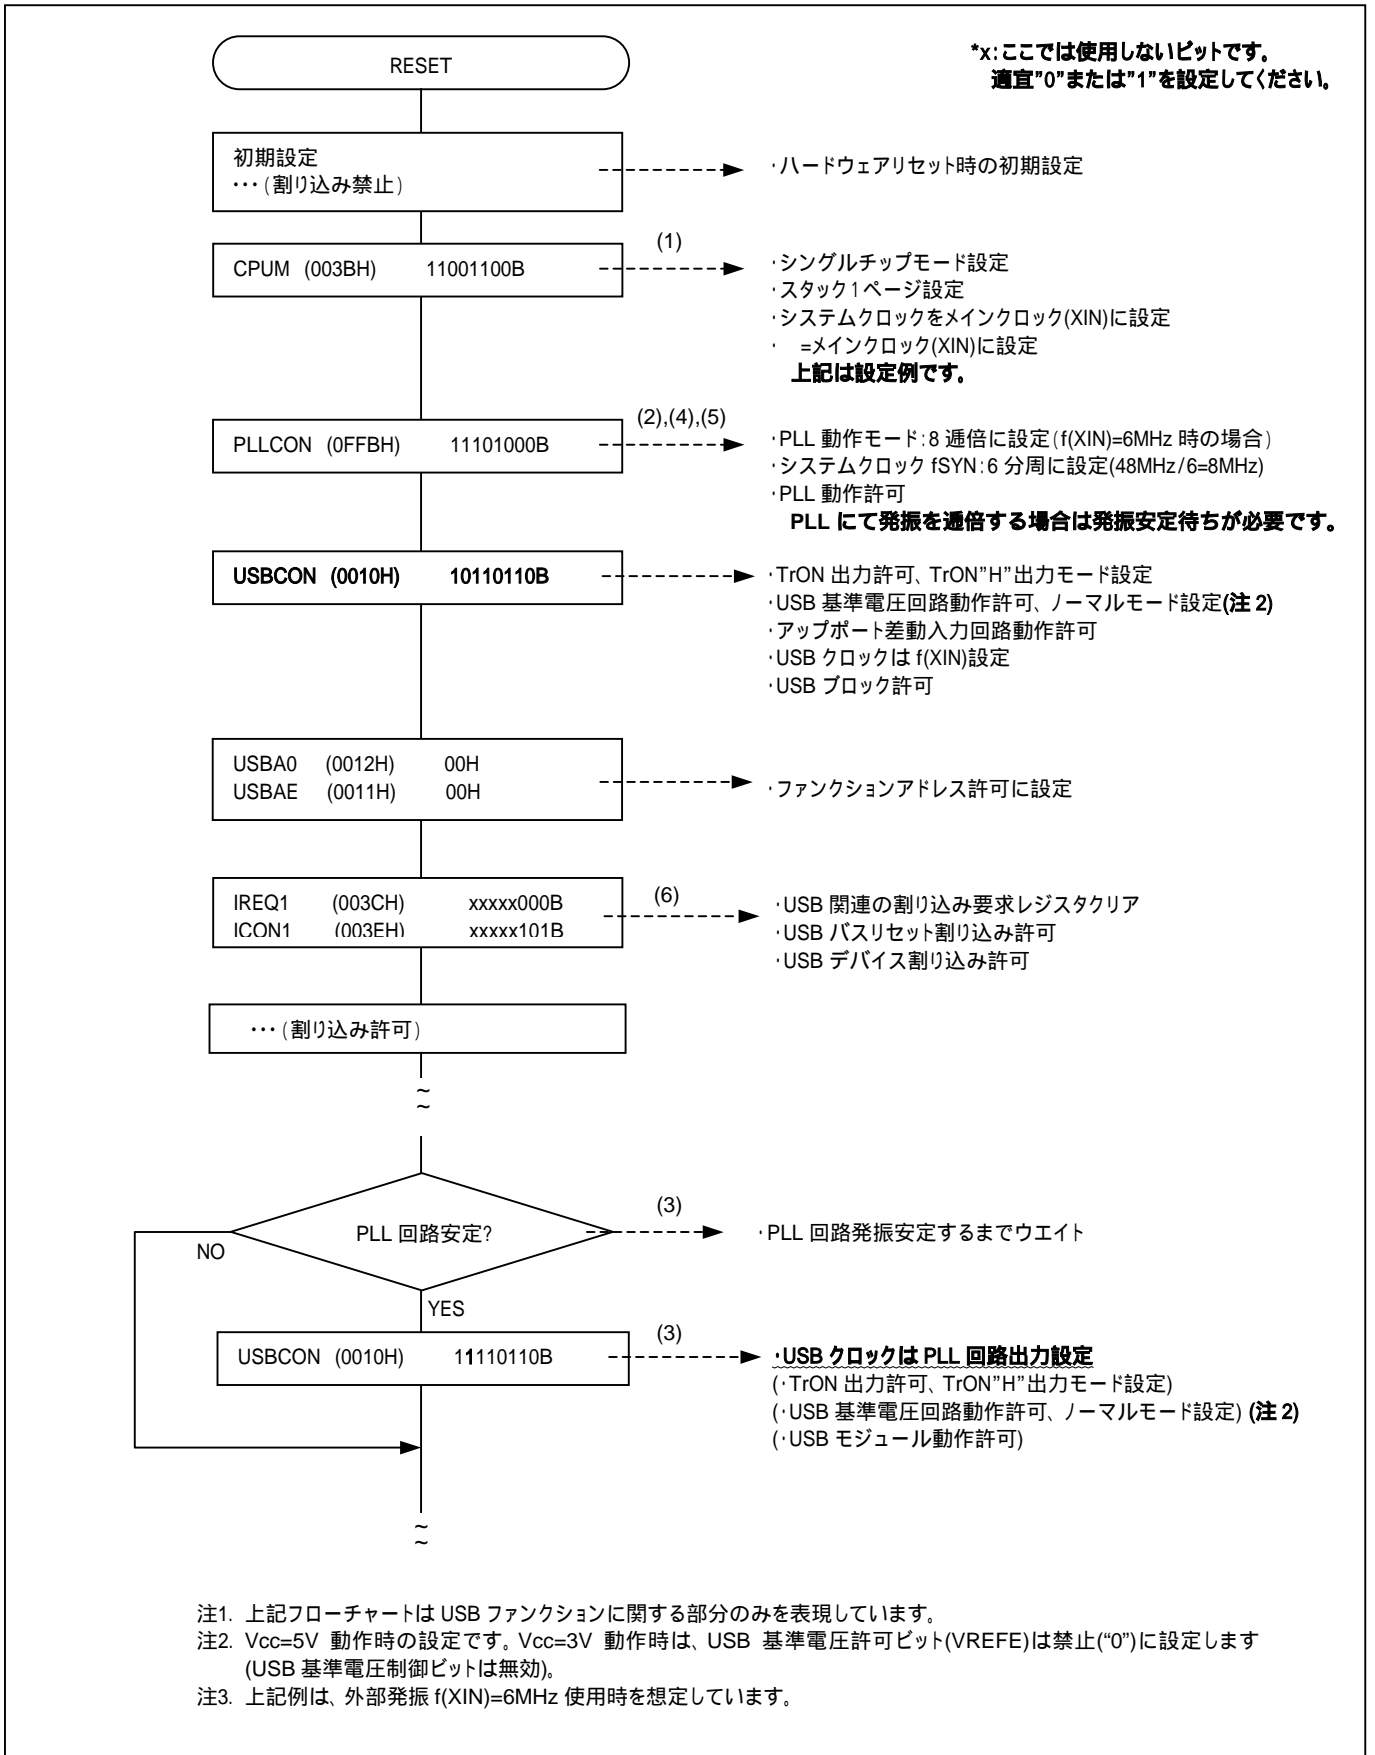 RESET
*x:ここでは使用しないビットです。
適宜”0”または”1”を設定してください。
初期設定
・・・(割り込み禁止)
・ハードウェアリセット時の初期設定
CPUM (003BH) 11001100B
(1)
・シングルチップモード設定
・スタック1ページ設定
・システムクロックをメインクロック(XIN)に設定
・ =メインクロック(XIN)に設定
上記は設定例です。
PLLCON (0FFBH) 11101000B
(2),(4),(5)
・PLL 動作モード:8 逓倍に設定(f(XIN)=6MHz 時の場合)
・システムクロック fSYN:6 分周に設定(48MHz/6=8MHz)
・PLL 動作許可
PLL にて発振を逓倍する場合は発振安定待ちが必要です。
USBCON (0010H) 10110110B
・TrON 出力許可、TrON”H”出力モード設定
・USB 基準電圧回路動作許可、ノーマルモード設定(注 2)
・アップポート差動入力回路動作許可
・USB クロックは f(XIN)設定
・USB ブロック許可
USBA0 (0012H) 00H
USBAE (0011H) 00H
・ファンクションアドレス許可に設定
IREQ1 (003CH) xxxxx000B
ICON1 (003EH) xxxxx101B
(6)
・USB 関連の割り込み要求レジスタクリア
・USB バスリセット割り込み許可
・USB デバイス割り込み許可
・・・(割り込み許可)
~
~
PLL 回路安定?
(3)
・PLL 回路発振安定するまでウエイト
NO
YES
USBCON (0010H) 11110110B
(3)
・USB クロックは PLL 回路出力設定
(・TrON 出力許可、TrON”H”出力モード設定)
(・USB 基準電圧回路動作許可、ノーマルモード設定) (注 2)
(・USB モジュール動作許可)
~
~
注1. 上記フローチャートは USB ファンクションに関する部分のみを表現しています。
注2. Vcc=5V 動作時の設定です。Vcc=3V 動作時は、USB 基準電圧許可ビット(VREFE)は禁止(“0”)に設定します
(USB 基準電圧制御ビットは無効)。
注3. 上記例は、外部発振 f(XIN)=6MHz 使用時を想定しています。